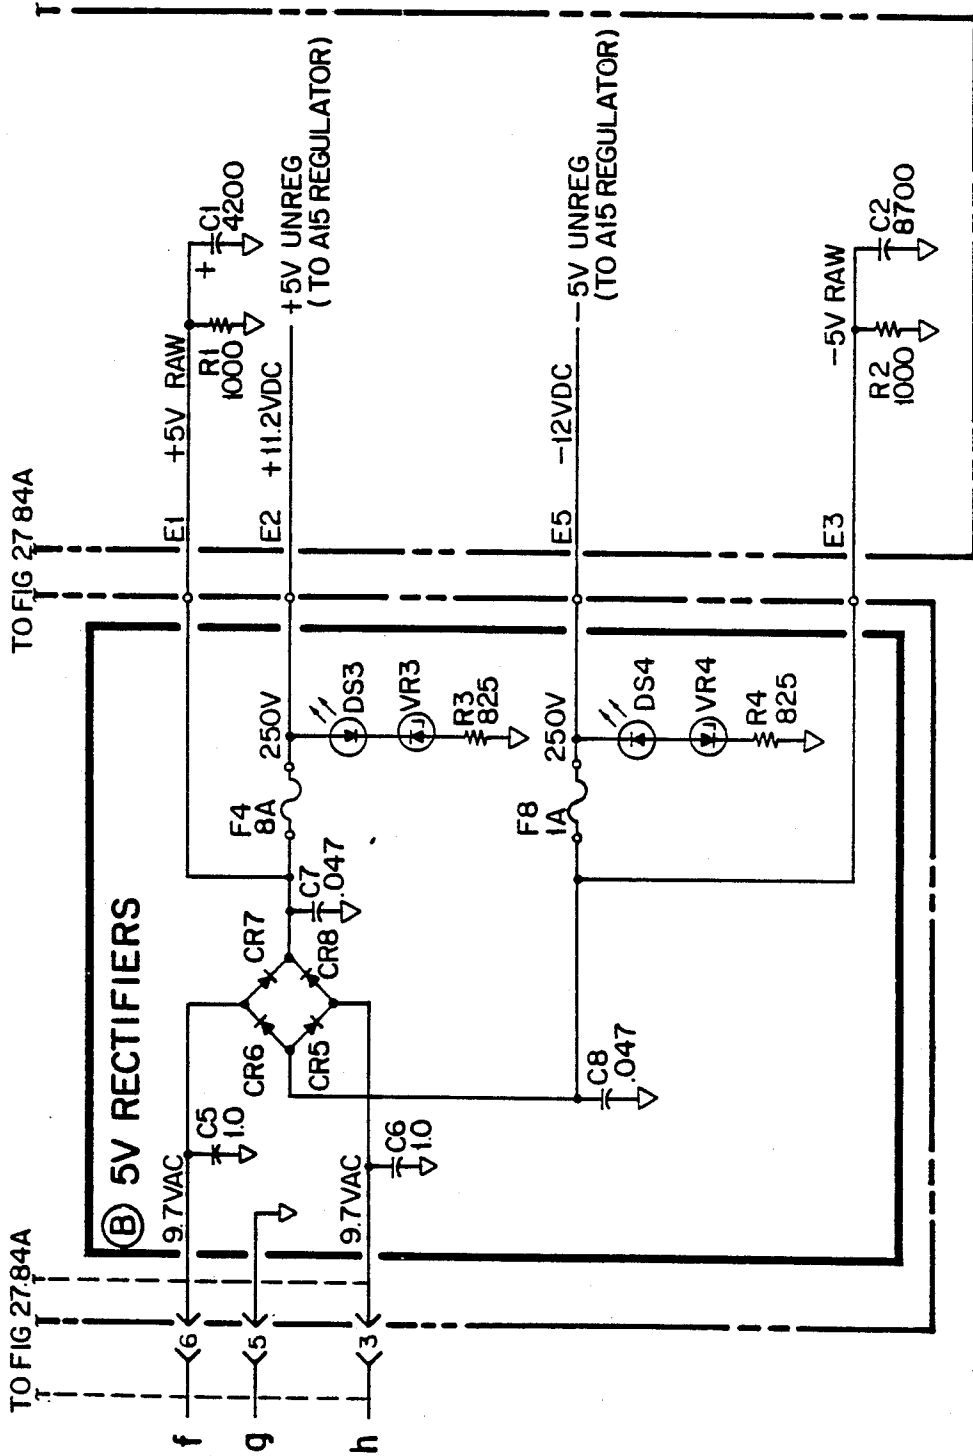 TO FIG 27.84A
TO FIG 27 84A
B 5V RECTIFIERS
f
6
9.7VAC
C5
1.0
g
5
h
3
9.7VAC
C6
1.0
CR6
CR7
CR5
CR8
C7
.047
F4
8A
250V
DS3
VR3
R3
825
C8
.047
F8
1A
250V
DS4
VR4
R4
825
E1
+5V RAW
R1
1000
+
C1
4200
E2
+11.2VDC
+5V UNREG
(TO A15 REGULATOR)
E5
-12VDC
-5V UNREG
(TO A15 REGULATOR)
E3
-5V RAW
R2
1000
C2
8700